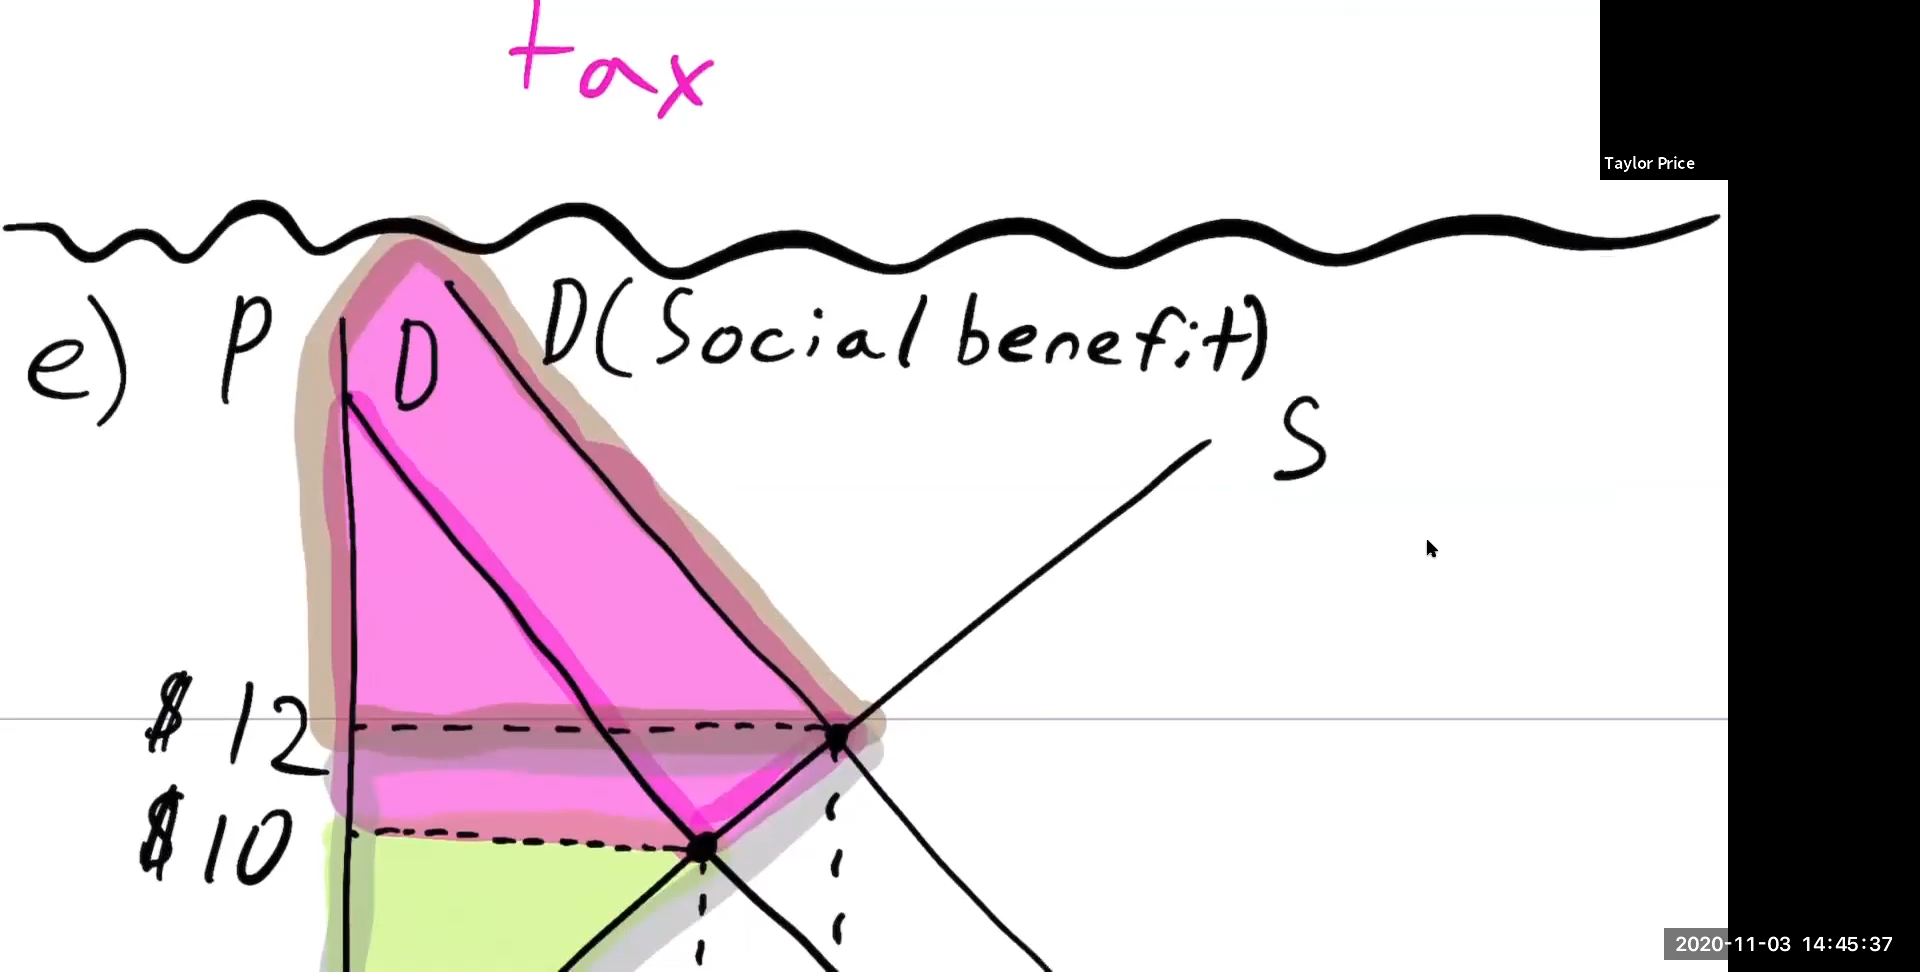 tax
Taylor Price
e) P D D(Social benefit)
S
$12
$10
2020-11-03 14:45:37